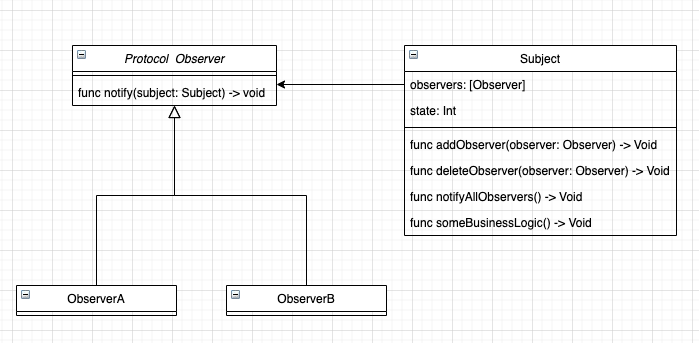 Protocol Observer
func notify(subject: Subject) -> void
Subject
observers: [Observer]
state: Int
func addObserver(observer: Observer) -> Void
func deleteObserver(observer: Observer) -> Void
func notifyAllObservers() -> Void
func someBusinessLogic() -> Void
ObserverA
ObserverB